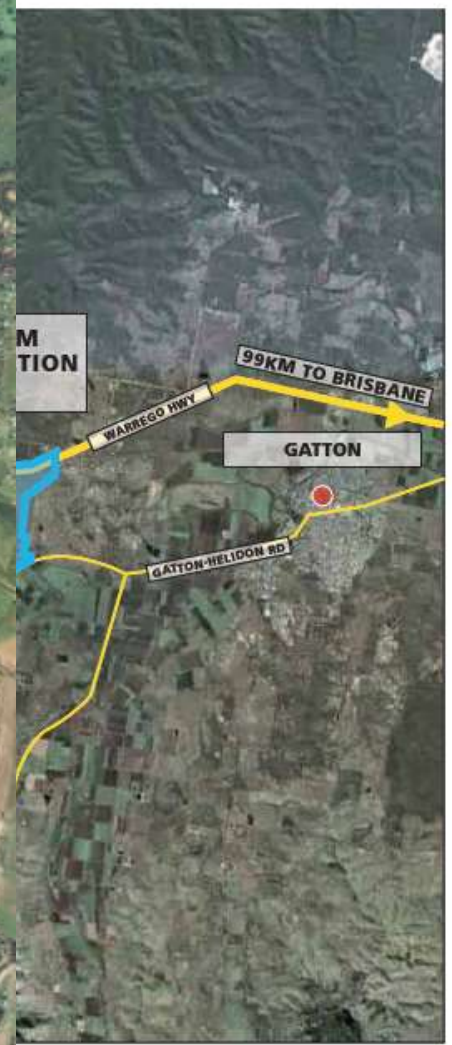 M
TION
99KM TO BRISBANE
WARREGO HWY
GATTON
GATTON-HELIDON RD